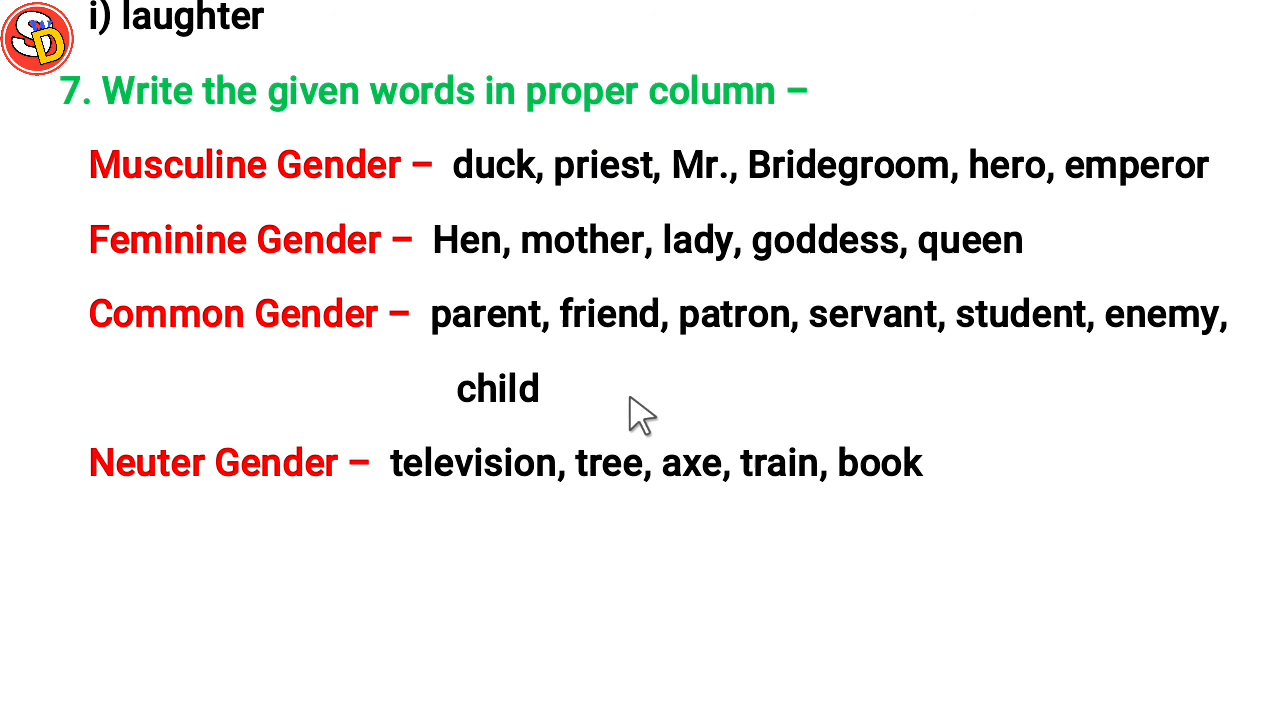 i) laughter
7. Write the given words in proper column –
Musculine Gender – duck, priest, Mr., Bridegroom, hero, emperor
Feminine Gender – Hen, mother, lady, goddess, queen
Common Gender – parent, friend, patron, servant, student, enemy,
child
Neuter Gender – television, tree, axe, train, book
SD